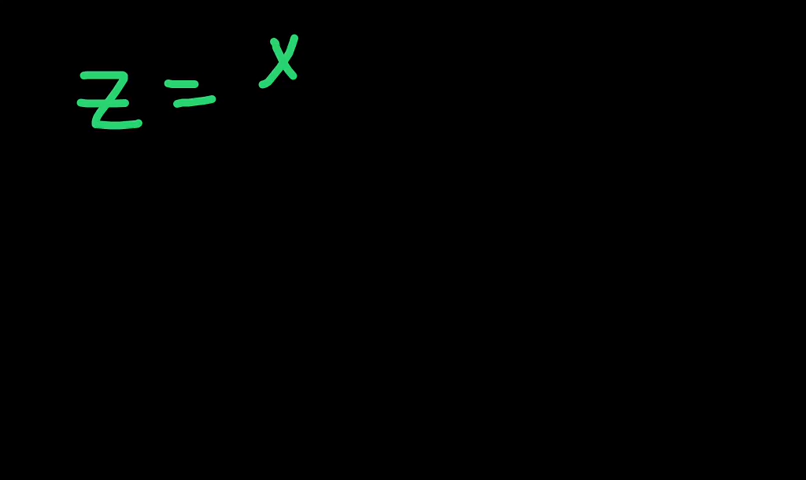 z = x